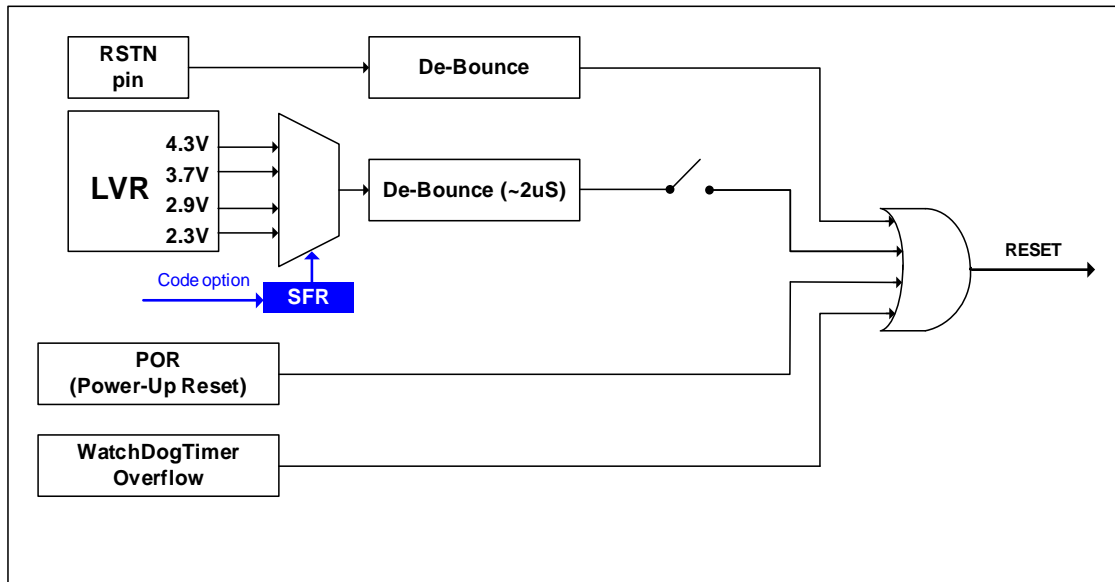 RSTN
pin
De-Bounce
LVR
4.3V
3.7V
2.9V
2.3V
De-Bounce (~2uS)
Code option
SFR
RESET
POR
(Power-Up Reset)
WatchDogTimer
Overflow